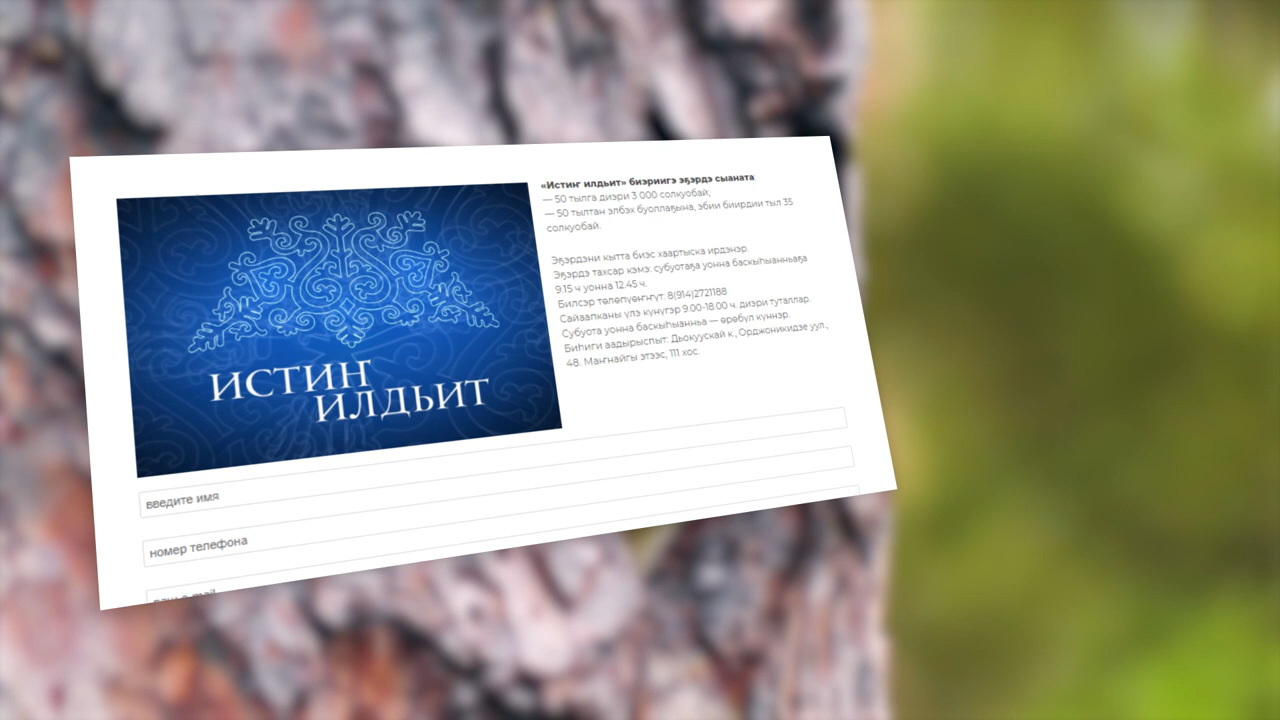 ИСТИҤ
ИЛДЬИТ
«Истиҥ илдьит» биэриигэ эҕэрдэ сыаната
— 50 тылга диэри 3 000 солкуобай;
— 50 тылтан элбэх буоллаҕына, эбии биирдии тыл 35
солкуобай.
Эҕэрдэни кытта биэс хаартыска ирдэнэр.
Эҕэрдэ тахсар кэмэ: субуотаҕа уонна баскыһыанньаҕа
9.15 ч уонна 12.45 ч.
Билсэр төлөпүөҥҥүт: 8(914)2721188
Сайаапканы үлэ күнүгэр 9.00-18.00 ч. диэри туталлар.
Субуота уонна баскыһыанньа — өрөбүл күннэр.
Биһиги аадырыспыт: Дьокуускай к., Орджоникидзе уул.,
48. Маҥнайгы этээс, 111 хос.
введите имя
номер телефона